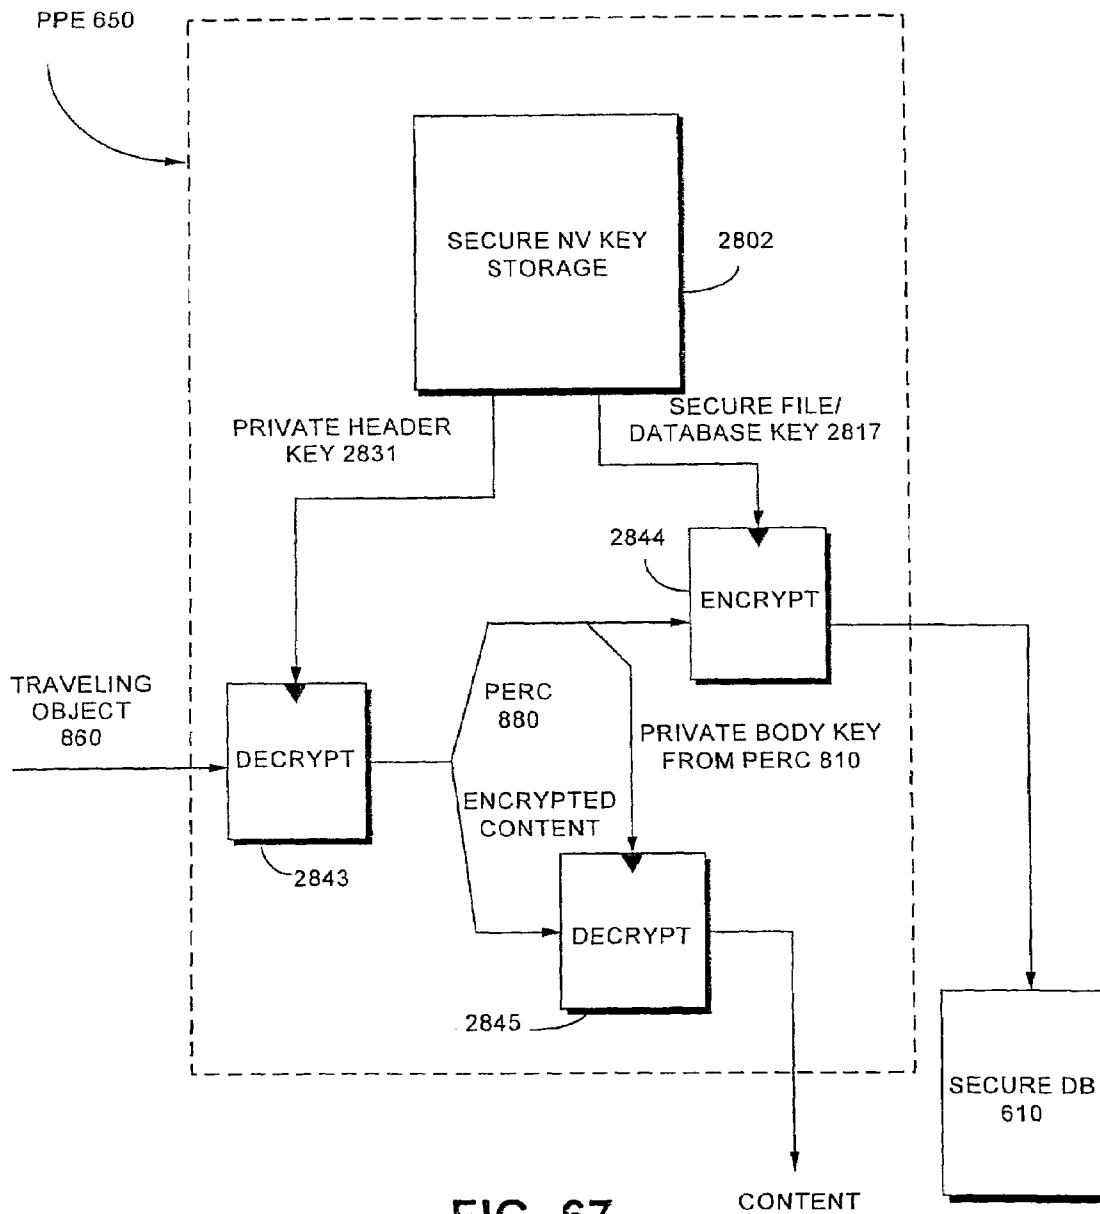 PPE 650
SECURE NV KEY
STORAGE
2802
PRIVATE HEADER
KEY 2831
SECURE FILE/
DATABASE KEY 2817
2844
ENCRYPT
TRAVELING
OBJECT
860
DECRYPT
PERC
880
PRIVATE BODY KEY
FROM PERC 810
ENCRYPTED
CONTENT
2843
DECRYPT
2845
SECURE DB
610
CONTENT
FIG. 67